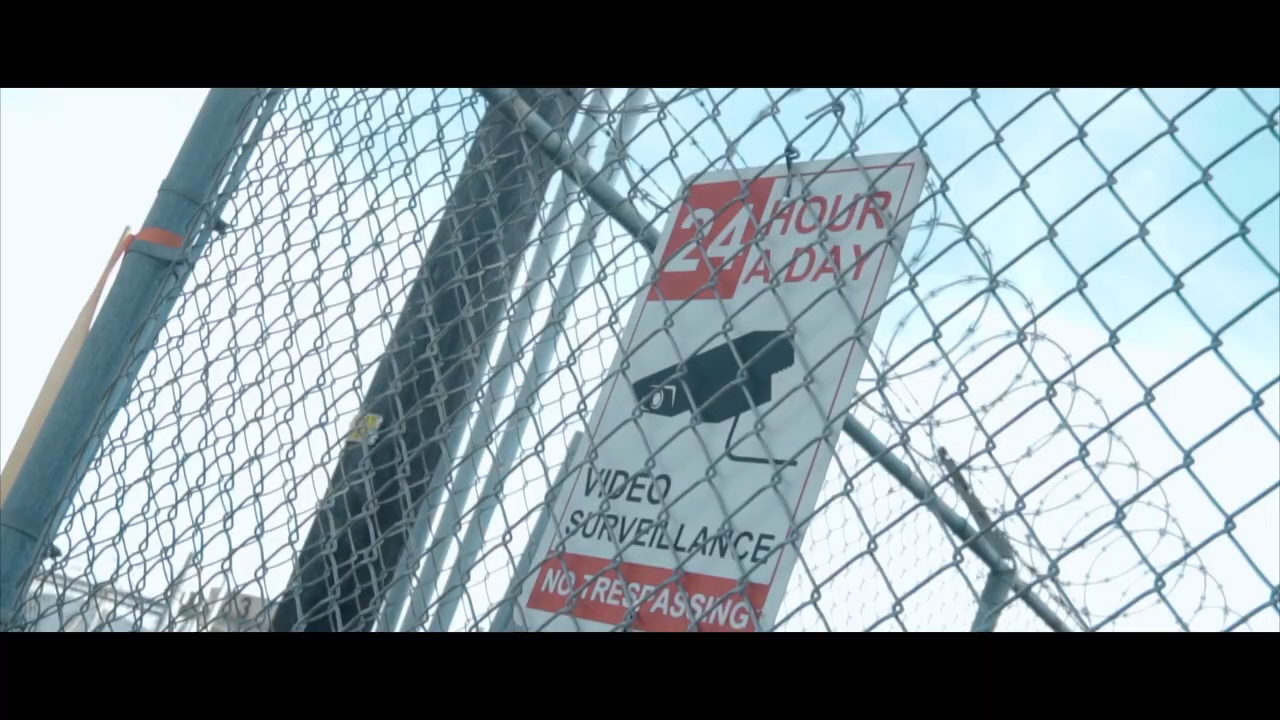 24 HOUR
A DAY
VIDEO
SURVEILLANCE
NO TRESPASSING